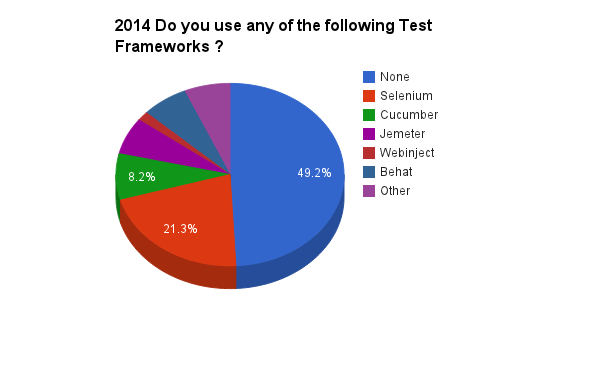 2014 Do you use any of the following Test
Frameworks ?
None
Selenium
Cucumber
Jemeter
Webinject
Behat
Other
49.2%
8.2%
21.3%